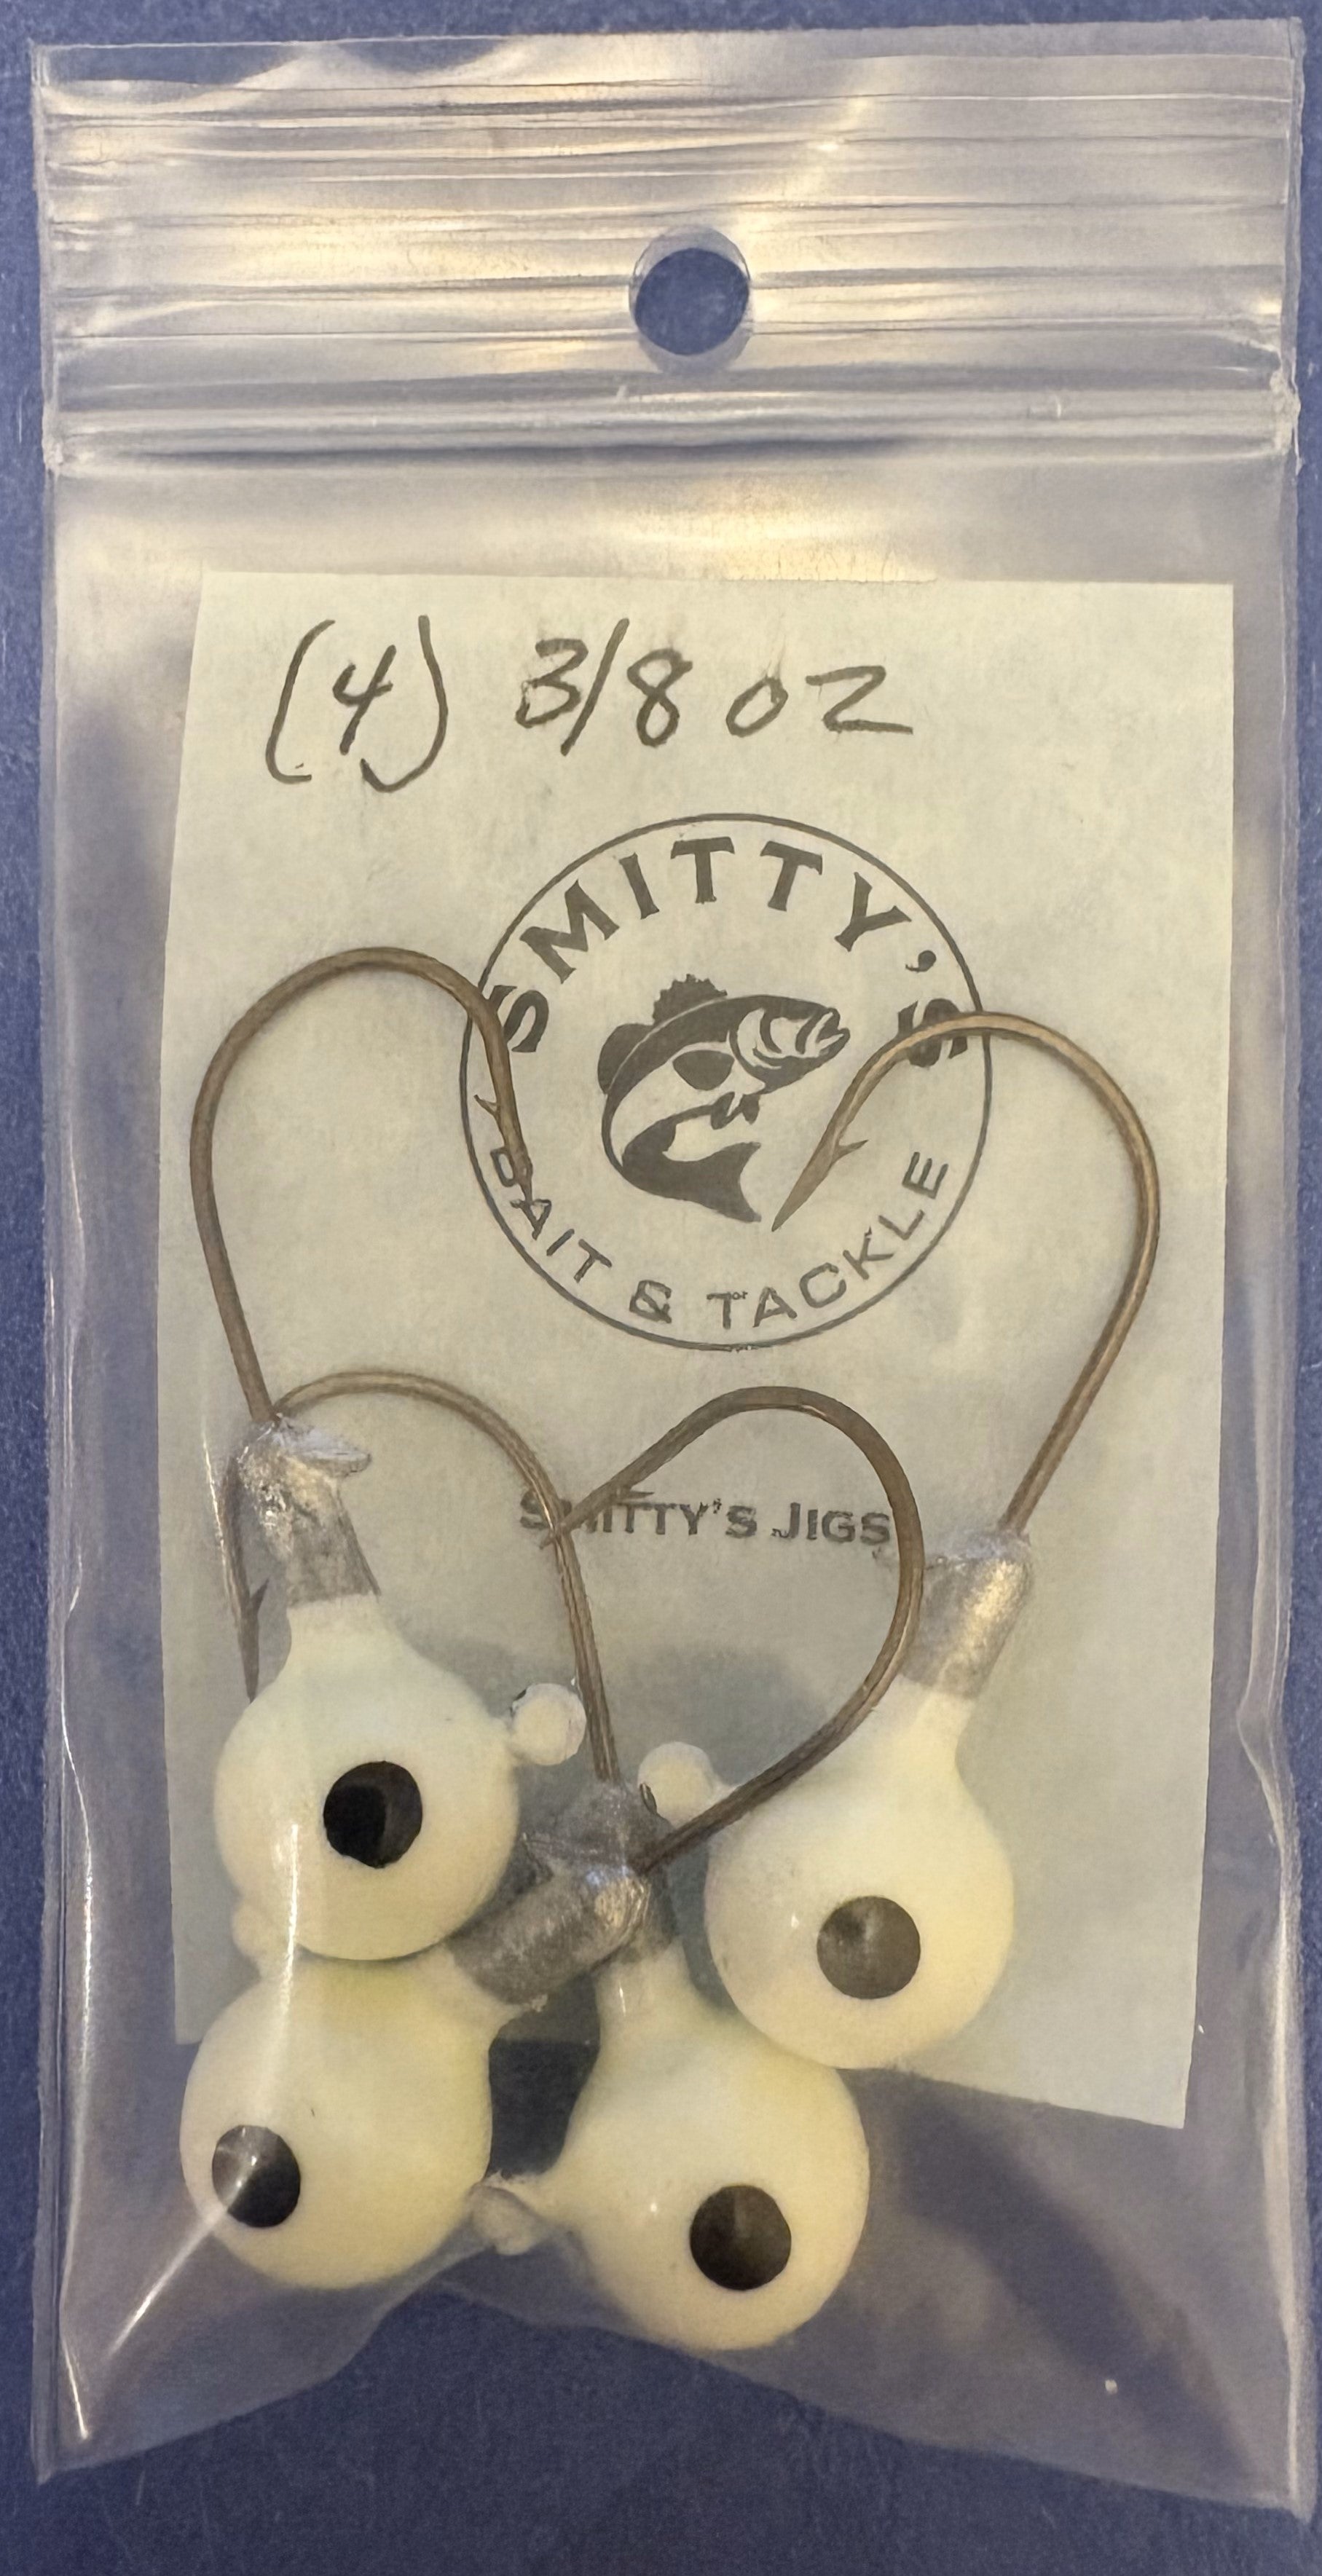 (4) 3/8 oz
SMITTY'S
BAIT & TACKLE
SMITTY'S JIGS